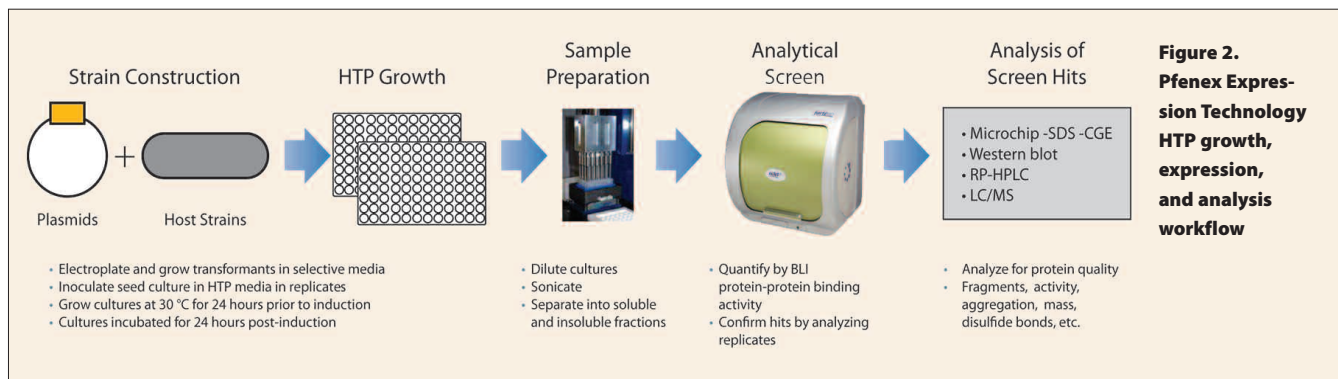 Strain Construction
HTP Growth
Sample
Preparation
Analytical
Screen
Analysis of
Screen Hits
Plasmids
+
Host Strains
• Microchip -SDS -CGE
• Western blot
• RP-HPLC
• LC/MS
• Electroplate and grow transformants in selective media
• Inoculate seed culture in HTP media in replicates
• Grow cultures at 30 °C for 24 hours prior to induction
• Cultures incubated for 24 hours post-induction
• Dilute cultures
• Sonicate
• Separate into soluble
and insoluble fractions
• Quantify by BLI
protein-protein binding
activity
• Confirm hits by analyzing
replicates
• Analyze for protein quality
• Fragments, activity,
aggregation, mass,
disulfide bonds, etc.
Figure 2.
Pfenex Expres-
sion Technology
HTP growth,
expression,
and analysis
workflow